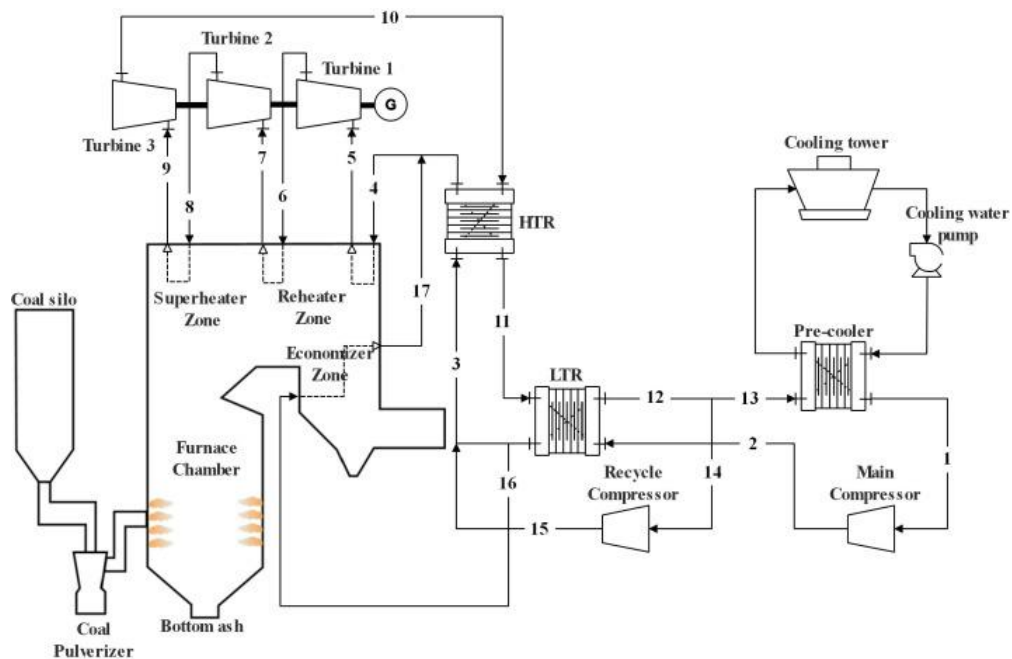 10
Turbine 2
Turbine 1
G
Turbine 3
9
8
7
6
5
4
Cooling tower
Cooling water
pump
HTR
Superheater
Zone
Reheater
Zone
17
Coal silo
11
Pre-cooler
Economizer
Zone
3
LTR
12
13
Furnace
Chamber
2
1
16
Recycle
Compressor
14
Main
Compressor
15
Bottom ash
Coal
Pulverizer